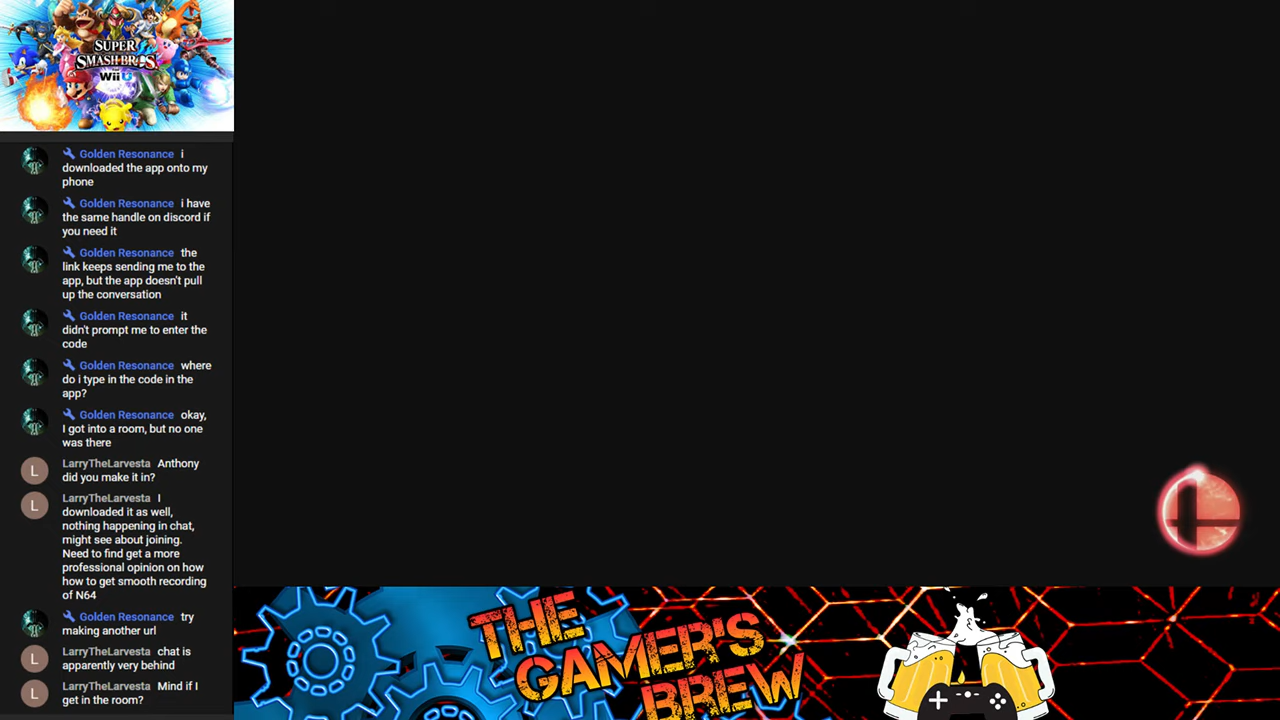 SUPER
SMASH BROS.
Wii U
Golden Resonance i
downloaded the app onto my
phone
Golden Resonance i have
the same handle on discord if
you need it
Golden Resonance the
link keeps sending me to the
app, but the app doesn't pull
up the conversation
Golden Resonance it
didn't prompt me to enter the
code
Golden Resonance where
do i type in the code in the
app?
Golden Resonance okay,
I got into a room, but no one
was there
L
LarryTheLarvesta Anthony
did you make it in?
L
LarryTheLarvesta I
downloaded it as well,
nothing happening in chat,
might see about joining.
Need to find get a more
professional opinion on how
how to get smooth recording
of N64
Golden Resonance try
making another url
L
LarryTheLarvesta chat is
apparently very behind
L
LarryTheLarvesta Mind if I
get in the room?
THE
GAMER'S
BREW